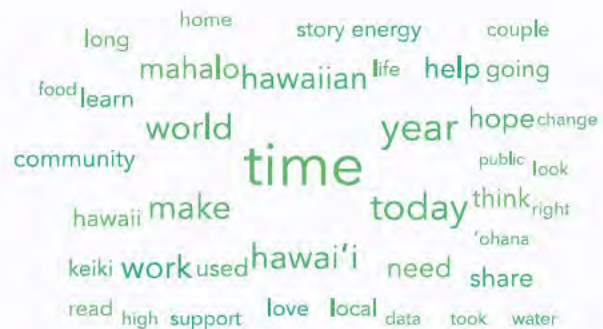 home
long story energy couple
mahalo hawaiian life help going
food learn
world year hope change
community time public look
hawaii make today think right
'ohana
keiki work used hawai'i need share
read high support love local data took water